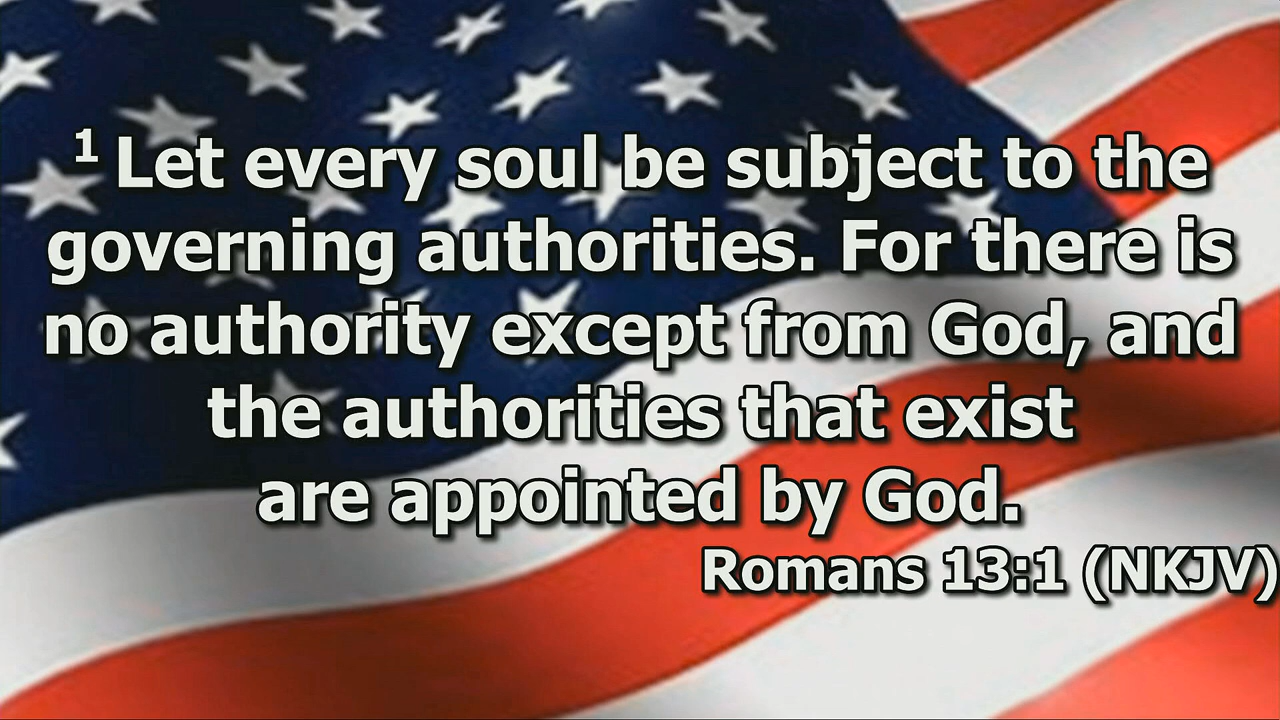 1 Let every soul be subject to the
governing authorities. For there is
no authority except from God, and
the authorities that exist
are appointed by God.
Romans 13:1 (NKJV)